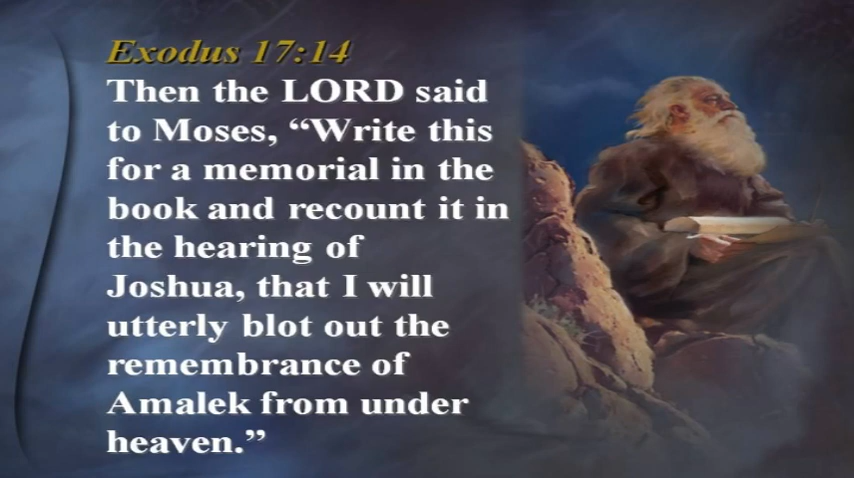 Exodus 17:14
Then the LORD said
to Moses, “Write this
for a memorial in the
book and recount it in
the hearing of
Joshua, that I will
utterly blot out the
remembrance of
Amalek from under
heaven.”